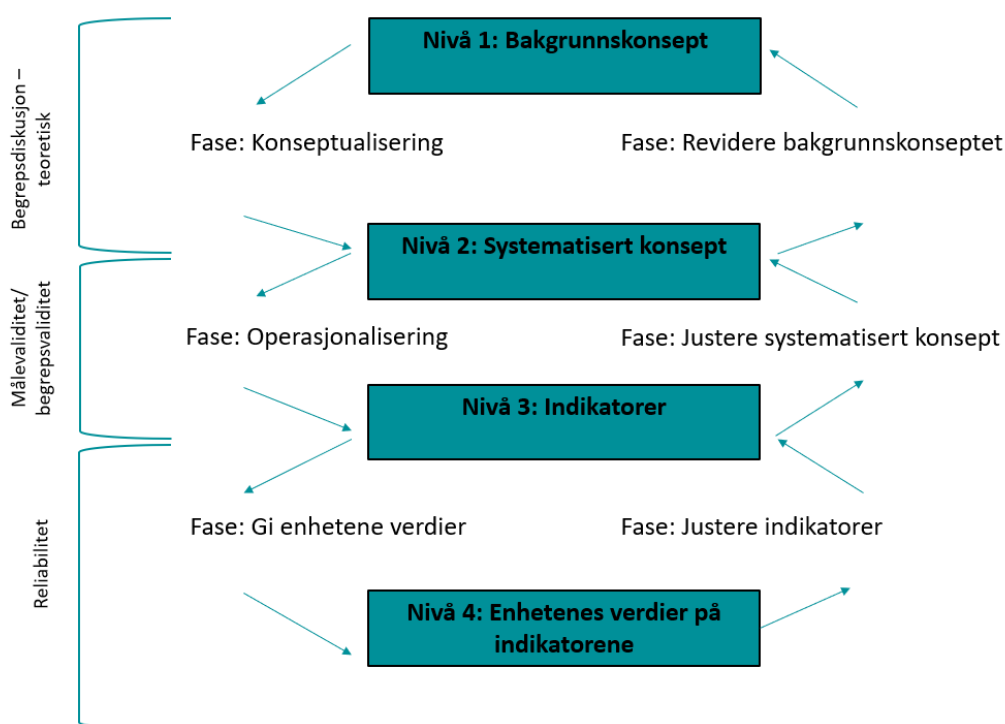 Nivå 1: Bakgrunnskonsept
Begrepsdiskusjon –
teoretisk
Fase: Konseptualisering
Fase: Revidere bakgrunnskonseptet
Nivå 2: Systematisert konsept
Målevaliditet/
begrepsvaliditet
Fase: Operasjonalisering
Fase: Justere systematisert konsept
Nivå 3: Indikatorer
Reliabilitet
Fase: Gi enhetene verdier
Fase: Justere indikatorer
Nivå 4: Enhetenes verdier på
indikatorene